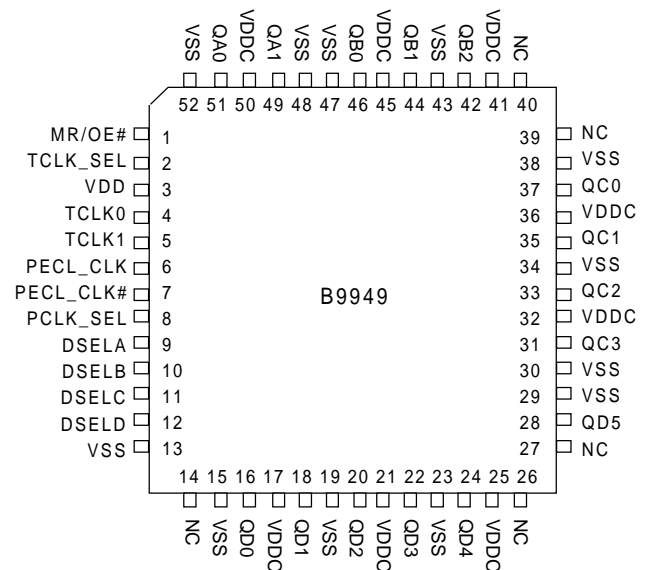 VSS QA0 VDDC QA1 VSS VSS QB0 VDDC QB1 VSS QB2 VDDC NC
52 51 50 49 48 47 46 45 44 43 42 41 40
MR/OE# 1 39 NC
TCLK_SEL 2 38 VSS
VDD 3 37 QC0
TCLK0 4 36 VDDC
TCLK1 5 35 QC1
PECL_CLK 6 34 VSS
PECL_CLK# 7 33 QC2
B9949
PCLK_SEL 8 32 VDDC
DSELA 9 31 QC3
DSELB 10 30 VSS
DSELC 11 29 VSS
DSELD 12 28 QD5
VSS 13 27 NC
14 15 16 17 18 19 20 21 22 23 24 25 26
NC VSS QD0 VDDC QD1 VSS QD2 VDDC QD3 VSS QD4 VDDC NC